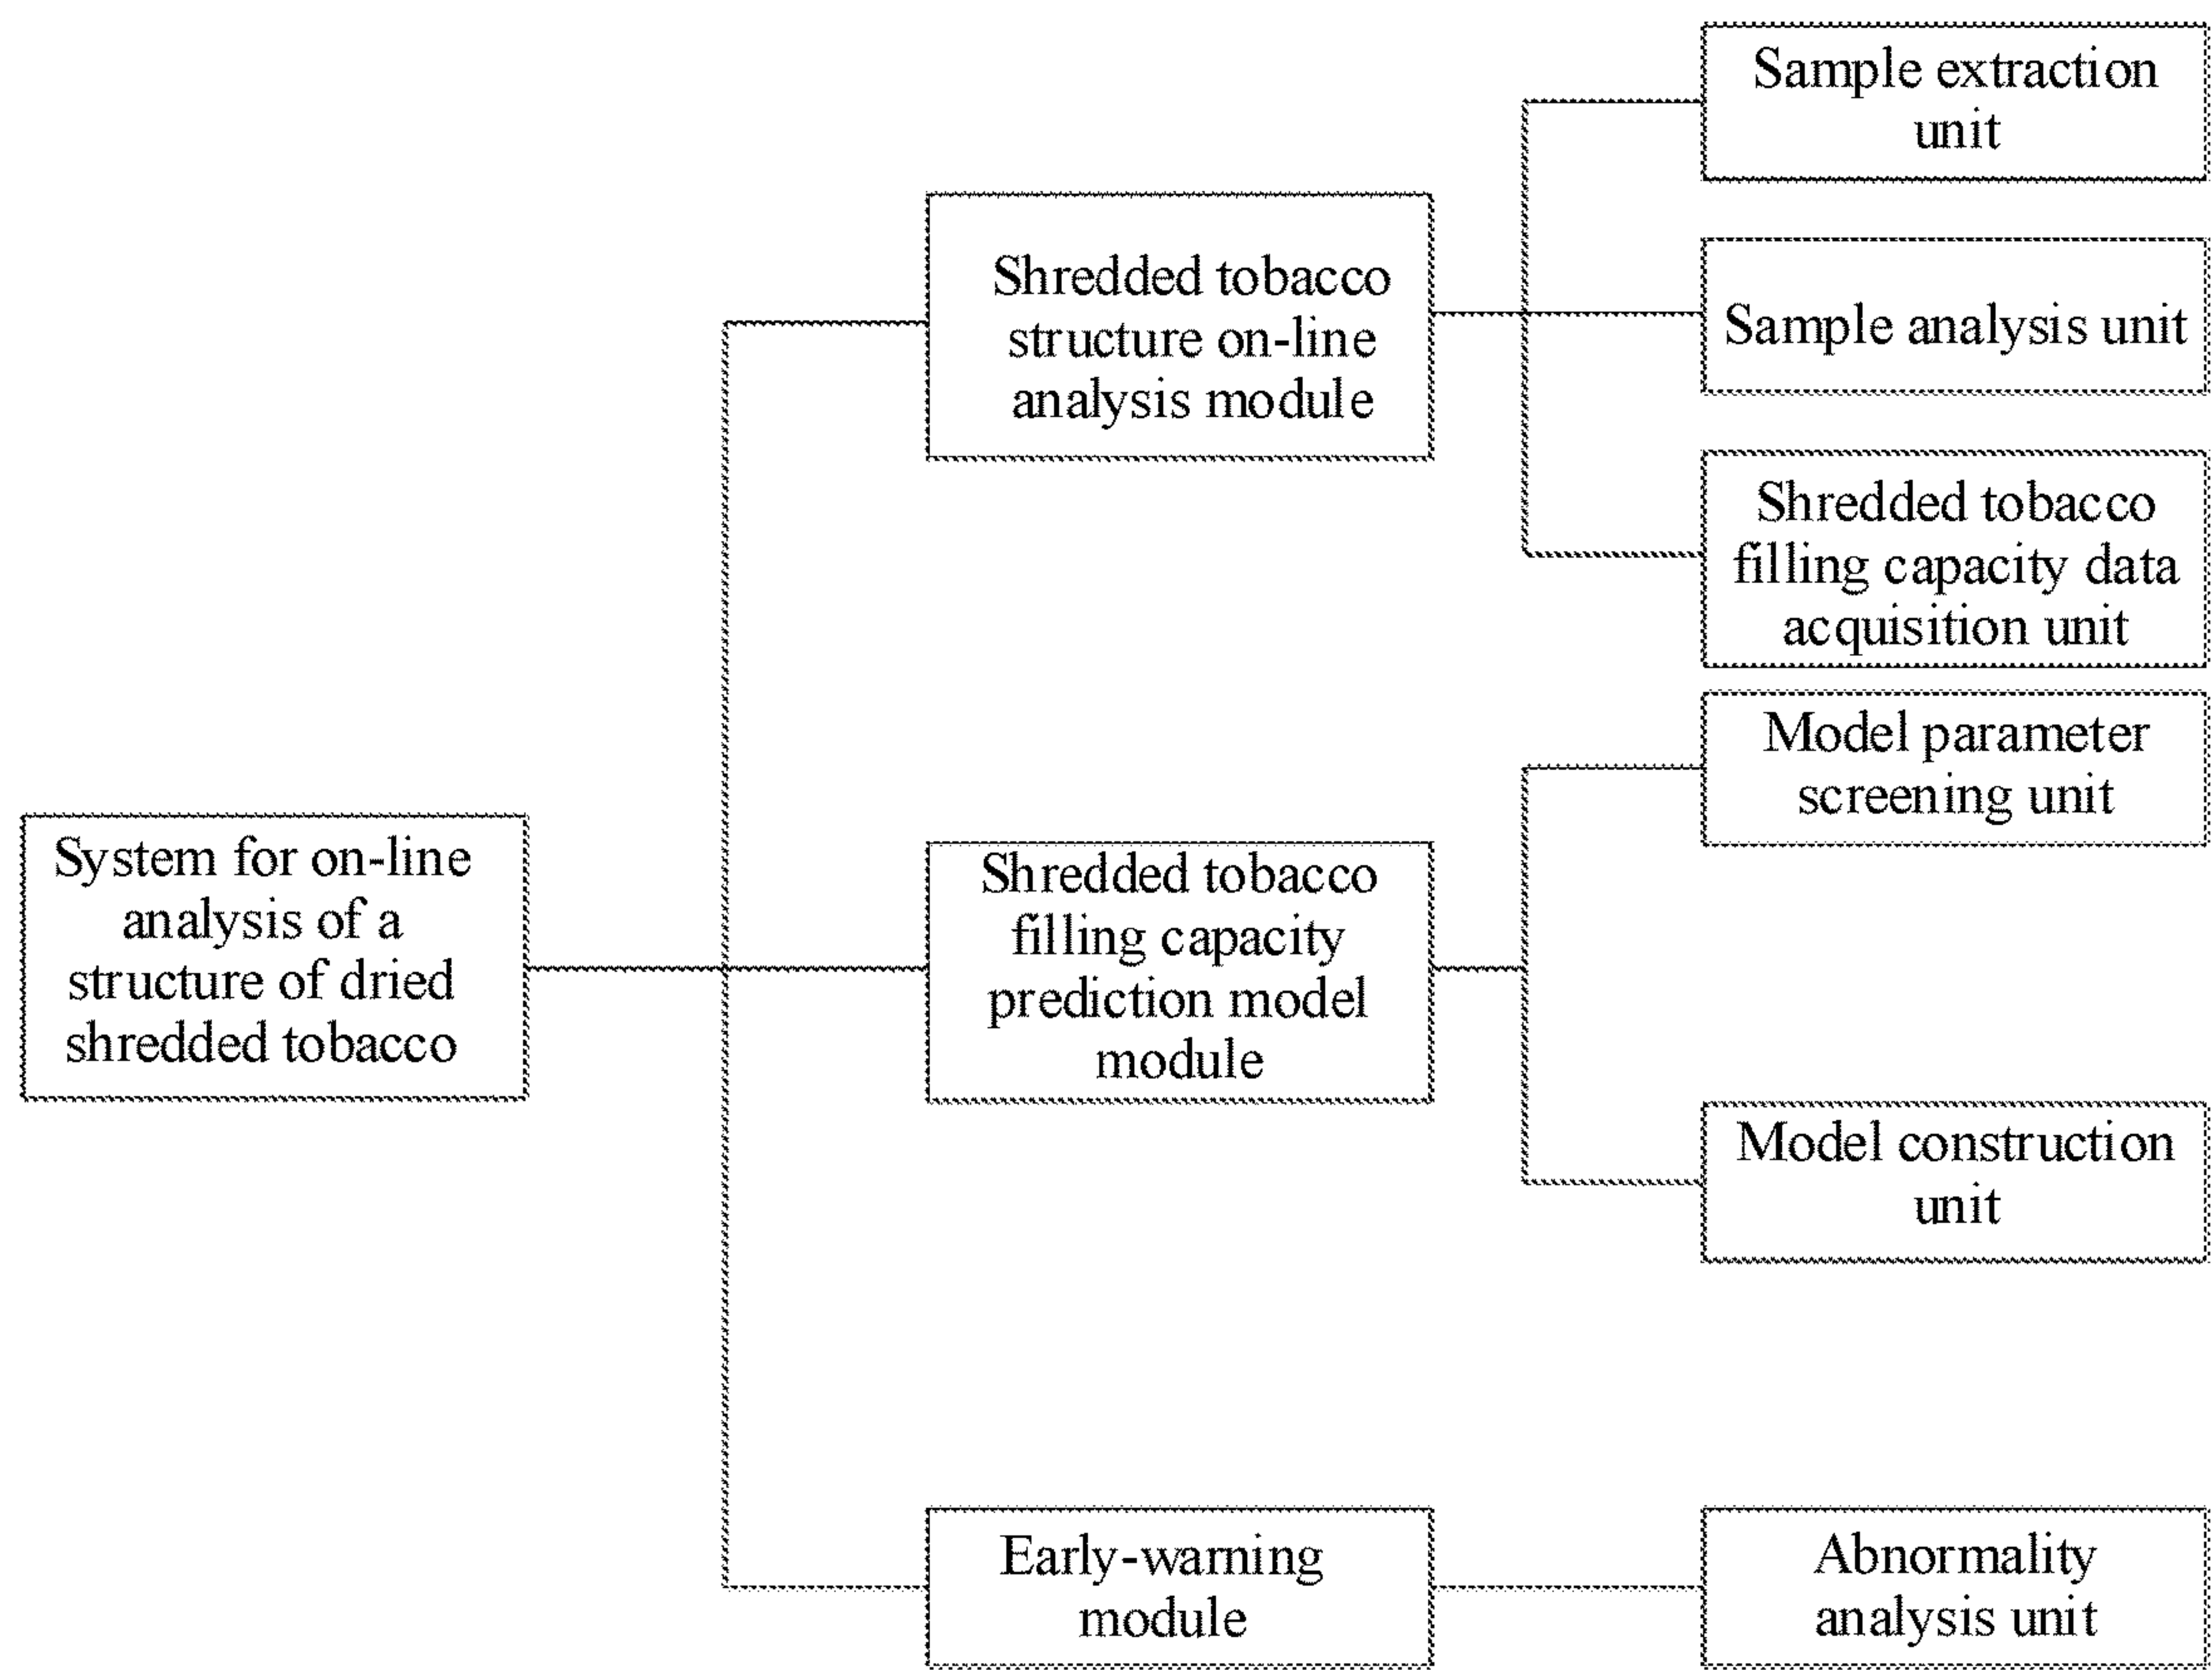 System for on-line
analysis of a
structure of dried
shredded tobacco
Shredded tobacco
structure on-line
analysis module
Sample extraction
unit
Sample analysis unit
Shredded tobacco
filling capacity data
acquisition unit
Shredded tobacco
filling capacity
prediction model
module
Model parameter
screening unit
Model construction
unit
Early-warning
module
Abnormality
analysis unit